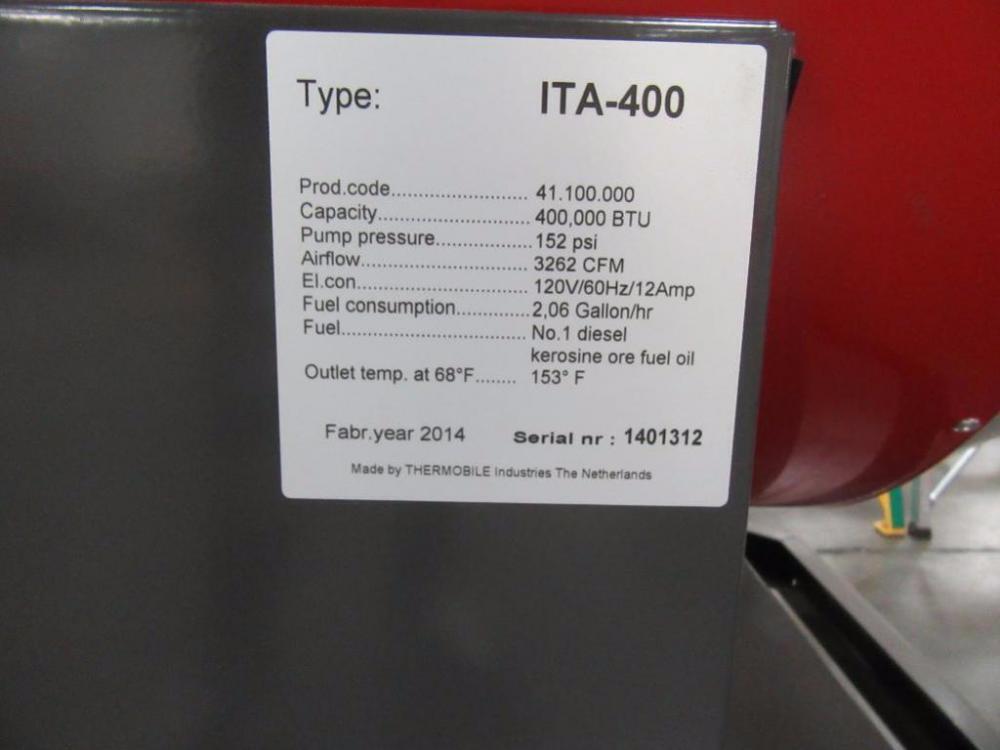 Type: ITA-400
Prod.code........................ 41.100.000
Capacity........................... 400,000 BTU
Pump pressure................. 152 psi
Airflow............................... 3262 CFM
El.con............................... 120V/60Hz/12Amp
Fuel consumption............. 2,06 Gallon/hr
Fuel................................... No.1 diesel
kerosine ore fuel oil
Outlet temp. at 68°F........ 153° F
Fabr.year 2014 Serial nr : 1401312
Made by THERMOBILE Industries The Netherlands